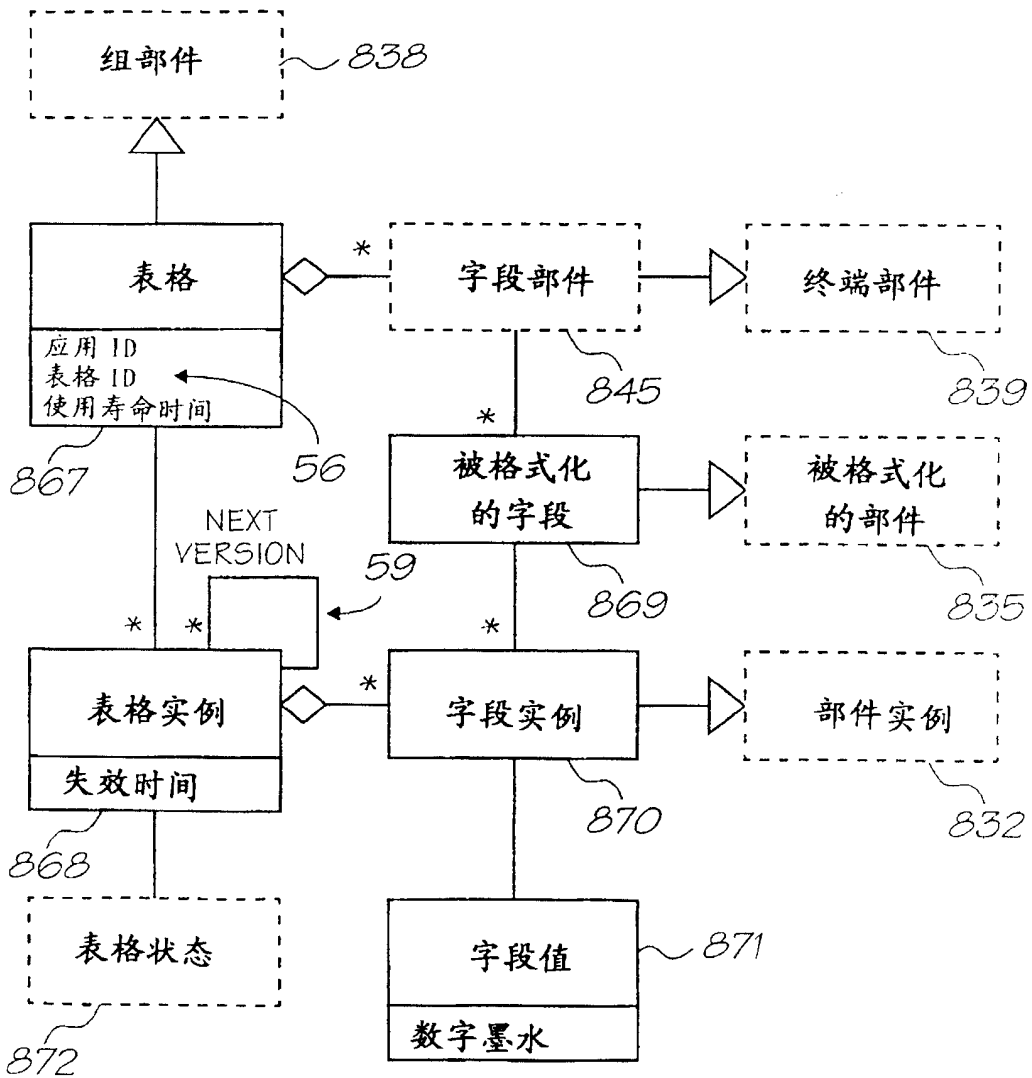 组部件
838
表格
*
字段部件
终端部件
应用ID
表格ID
使用寿命时间
845
839
867
56
*
被格式化
的字段
被格式化
的部件
NEXT
VERSION
59
869
835
*
*
*
表格实例
*
字段实例
部件实例
失效时间
870
832
868
表格状态
字段值
871
数字墨水
872